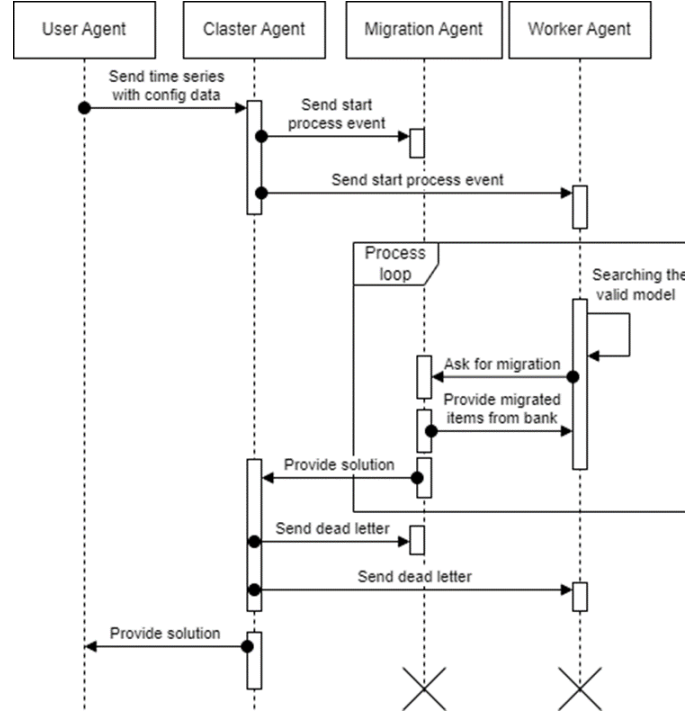 User Agent
Claster Agent
Migration Agent
Worker Agent
Send time series
with config data
Send start
process event
Send start process event
Process
loop
Searching the
valid model
Ask for migration
Provide migrated
items from bank
Provide solution
Send dead letter
Send dead letter
Provide solution